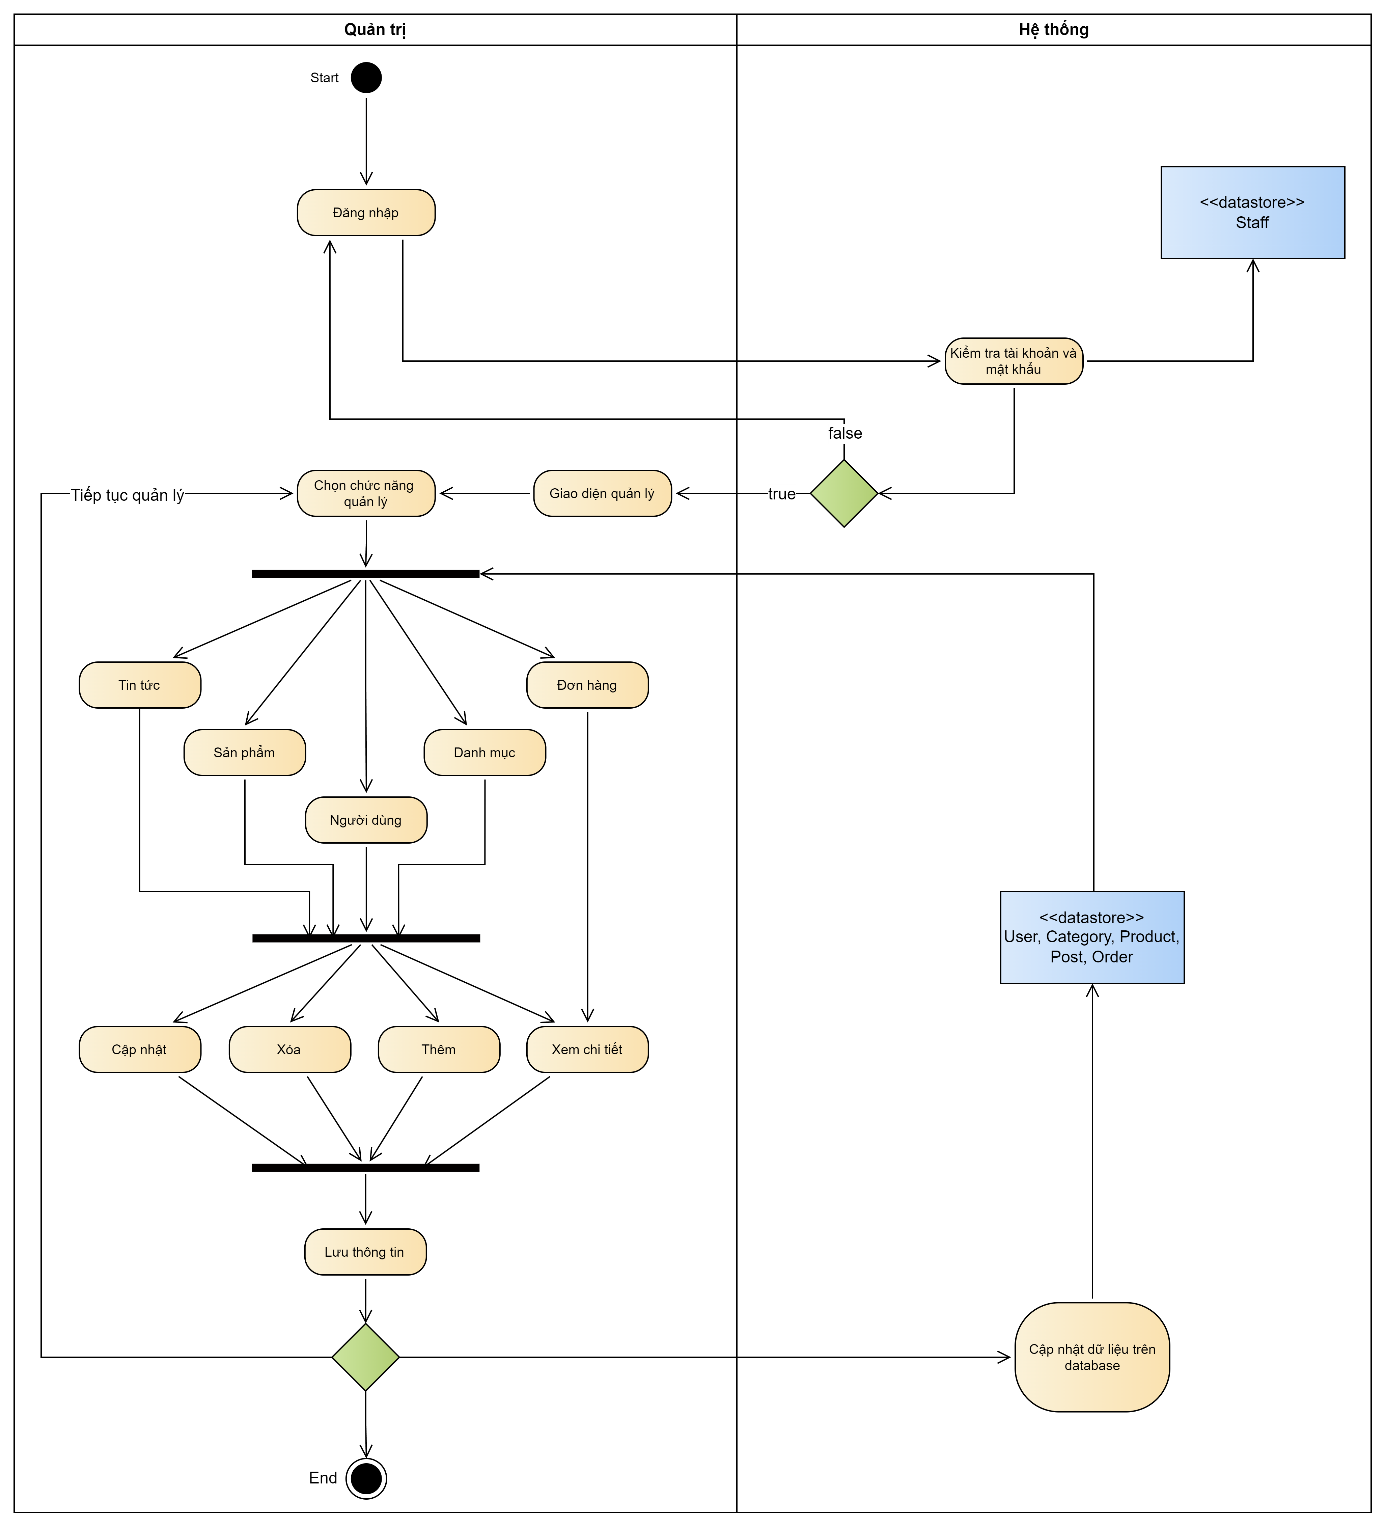 Quản trị
Hệ thống
Start
Đăng nhập
<<datastore>>
Staff
Kiểm tra tài khoản và
mật khẩu
false
Tiếp tục quản lý
Chọn chức năng
quản lý
Giao diện quản lý
true
Tin tức
Đơn hàng
Sản phẩm
Danh mục
Người dùng
<<datastore>>
User, Category, Product,
Post, Order
Cập nhật
Xóa
Thêm
Xem chi tiết
Lưu thông tin
Cập nhật dữ liệu trên
database
End